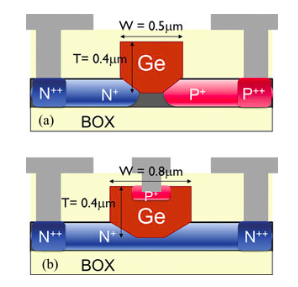 W = 0.5μm
T= 0.4μm
Ge
N++ N+ P+ P++
(a) BOX
W = 0.8μm
P+
T= 0.4μm
Ge
N++ N+ N++
(b) BOX